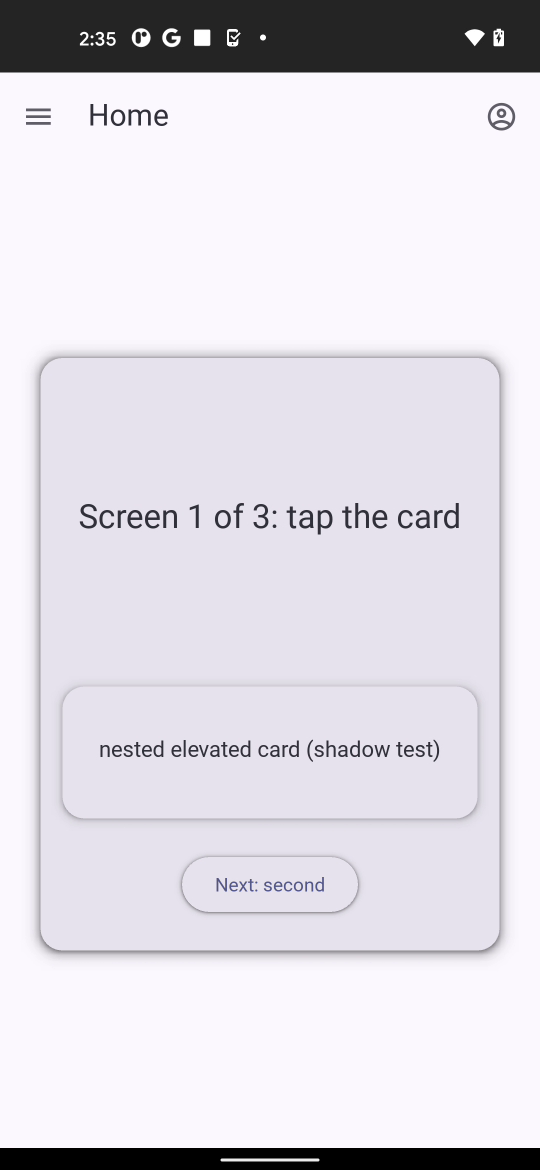 2:35
Home
Screen 1 of 3: tap the card
nested elevated card (shadow test)
Next: second